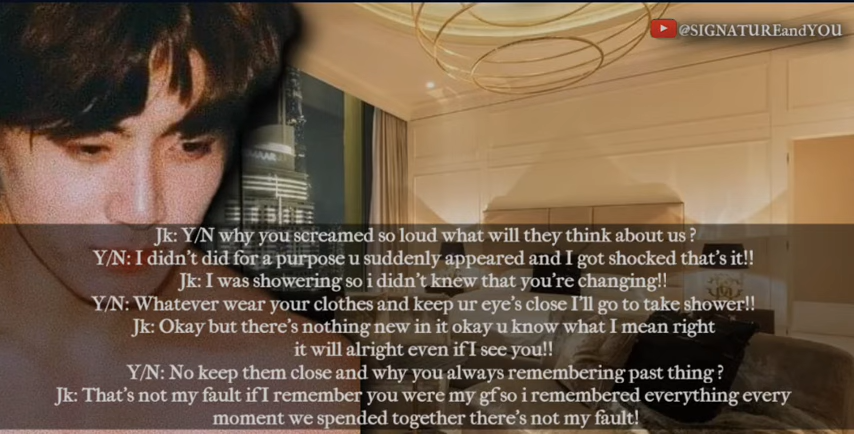 @SIGNATUREandYOU
Jk: Y/N why you screamed so loud what will they think about us ?
Y/N: I didn't did for a purpose u suddenly appeared and I got shocked that's it!!
Jk: I was showering so i didn't knew that you're changing!!
Y/N: Whatever wear your clothes and keep ur eye's close I'll go to take shower!!
Jk: Okay but there's nothing new in it okay u know what I mean right
it will alright even if I see you!!
Y/N: No keep them close and why you always remembering past thing ?
Jk: That's not my fault if I remember you were my gf so i remembered everything every
moment we spended together there's not my fault!